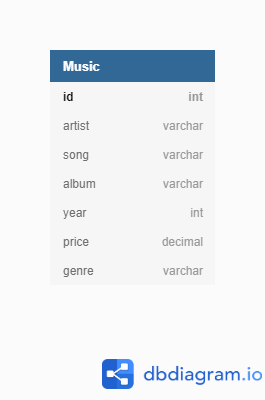 Music
id int
artist varchar
song varchar
album varchar
year int
price decimal
genre varchar
dbdiagram.io